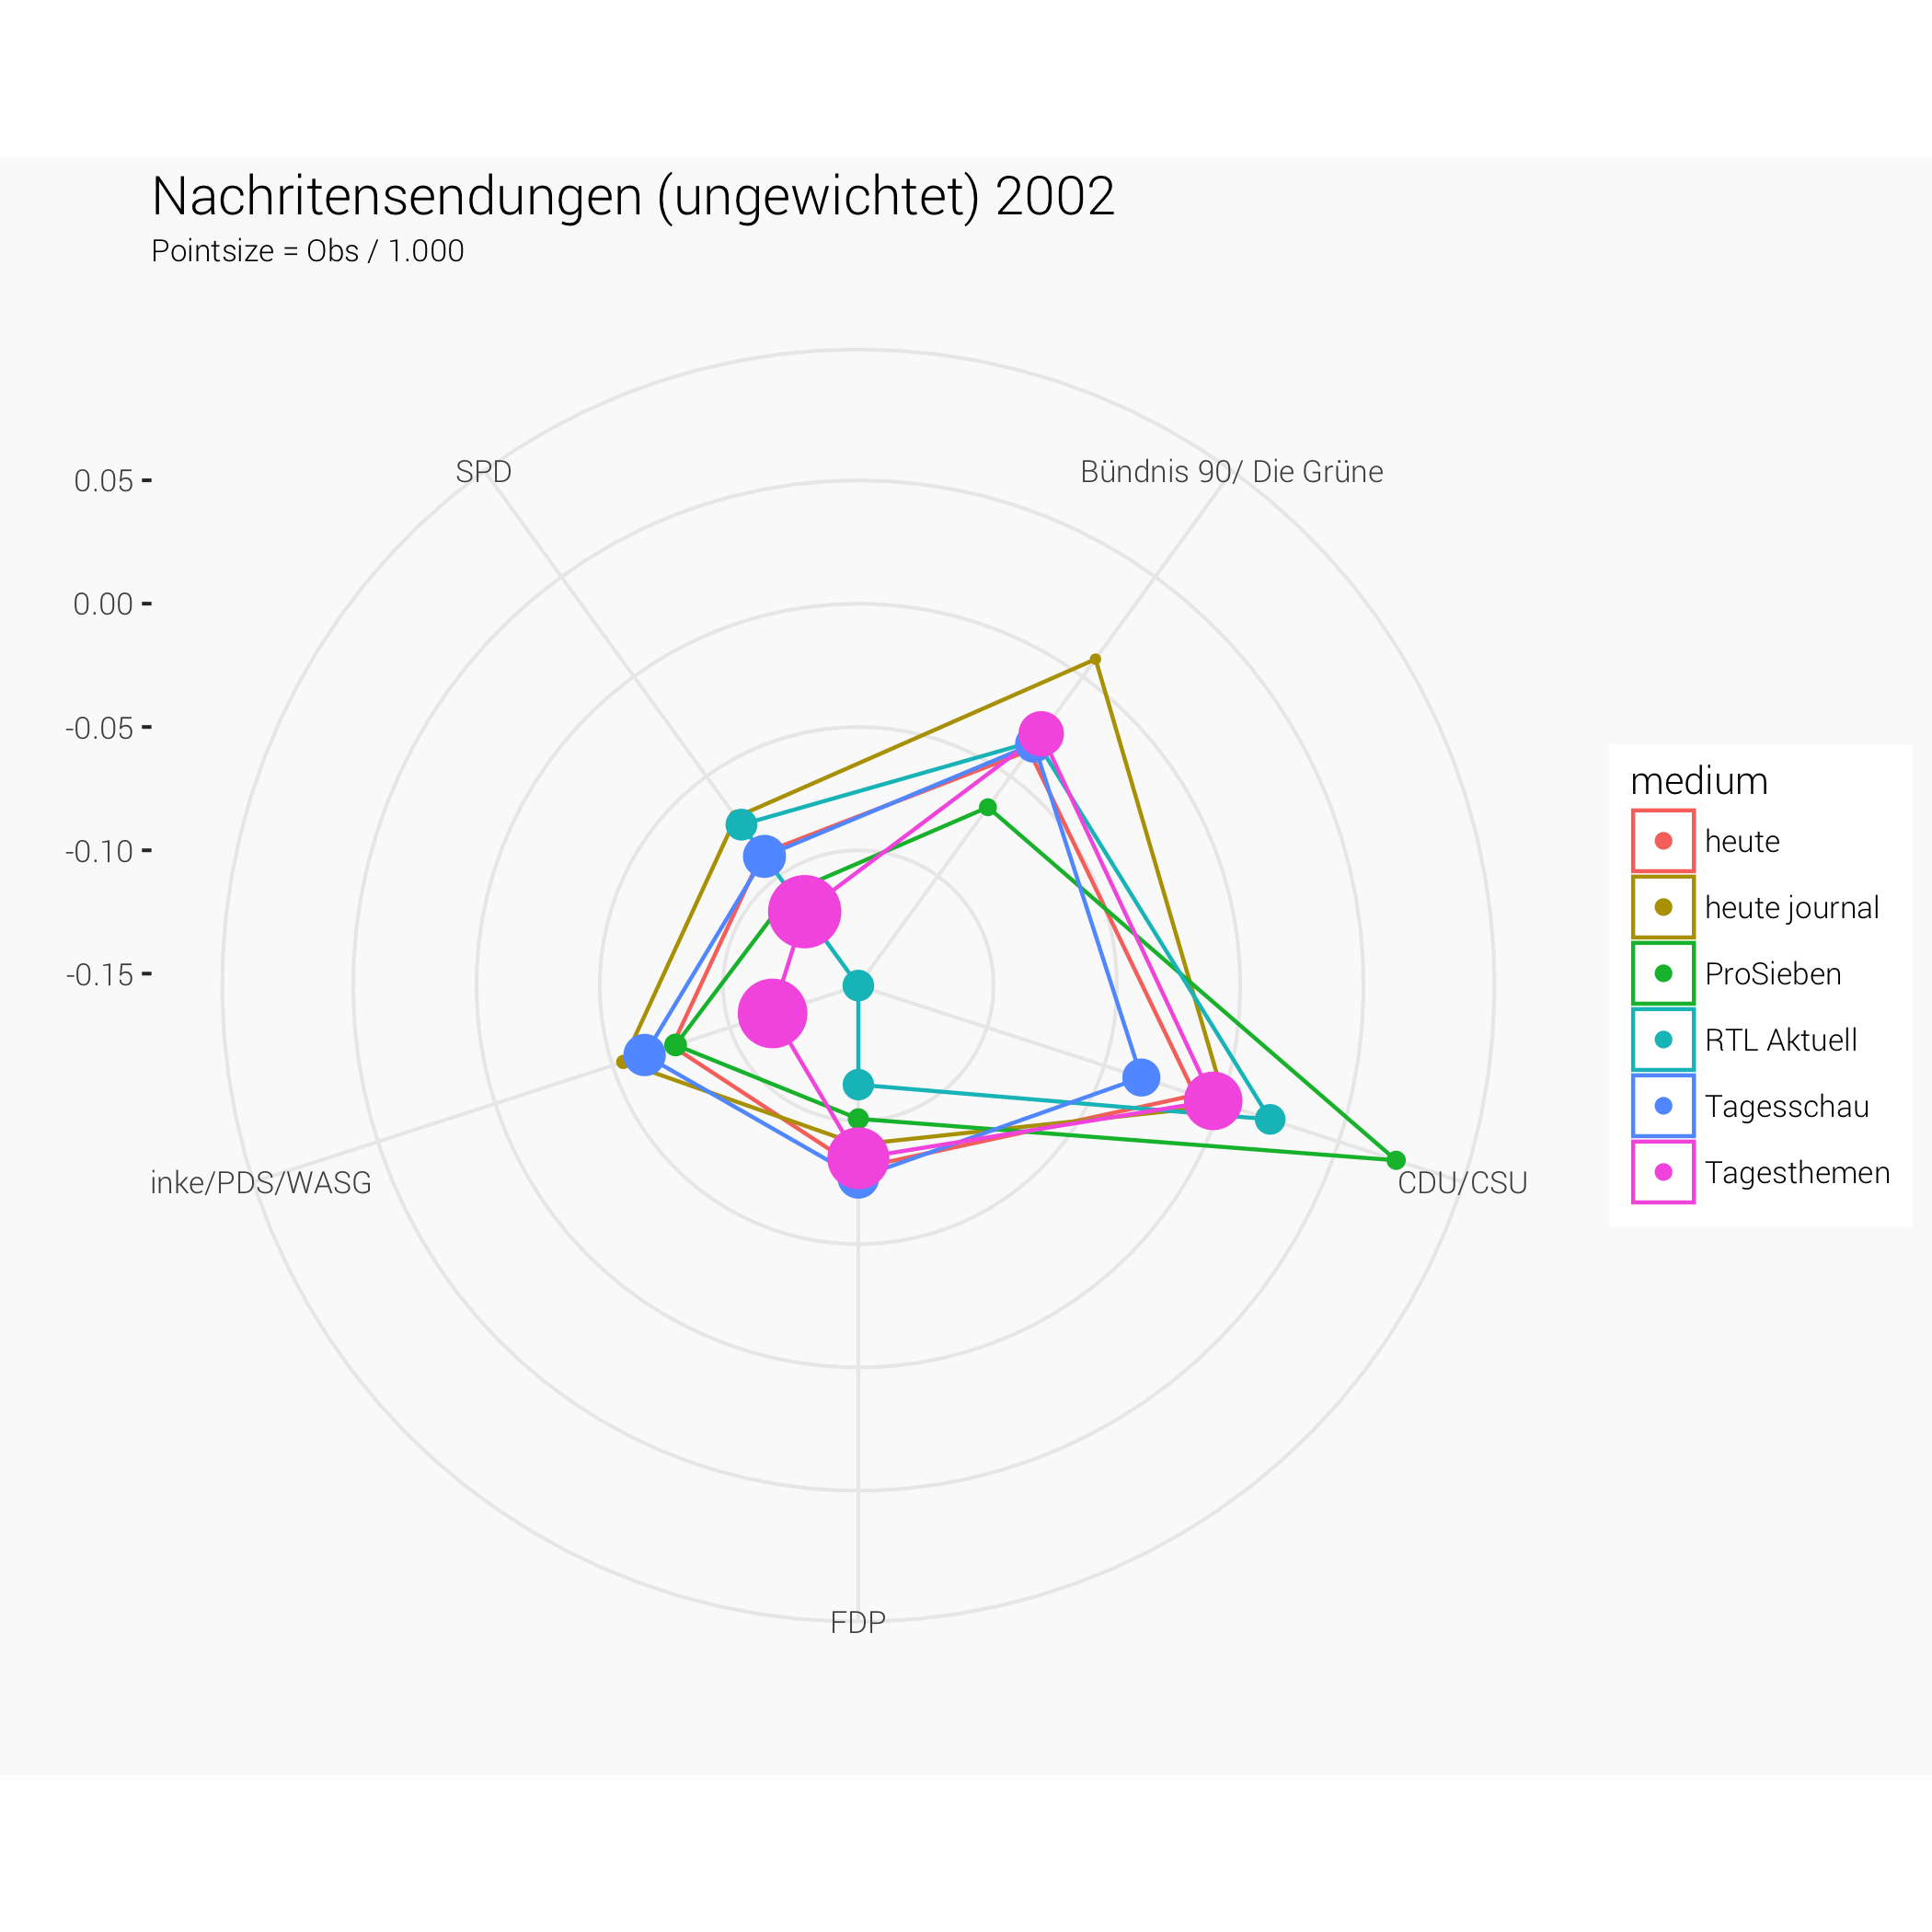 Nachritensendungen (ungewichtet) 2002
Pointsize = Obs / 1.000
SPD
Bündnis 90/ Die Grüne
0.05
0.00
-0.05
-0.10
-0.15
inke/PDS/WASG
CDU/CSU
FDP
medium
heute
heute journal
ProSieben
RTL Aktuell
Tagesschau
Tagesthemen